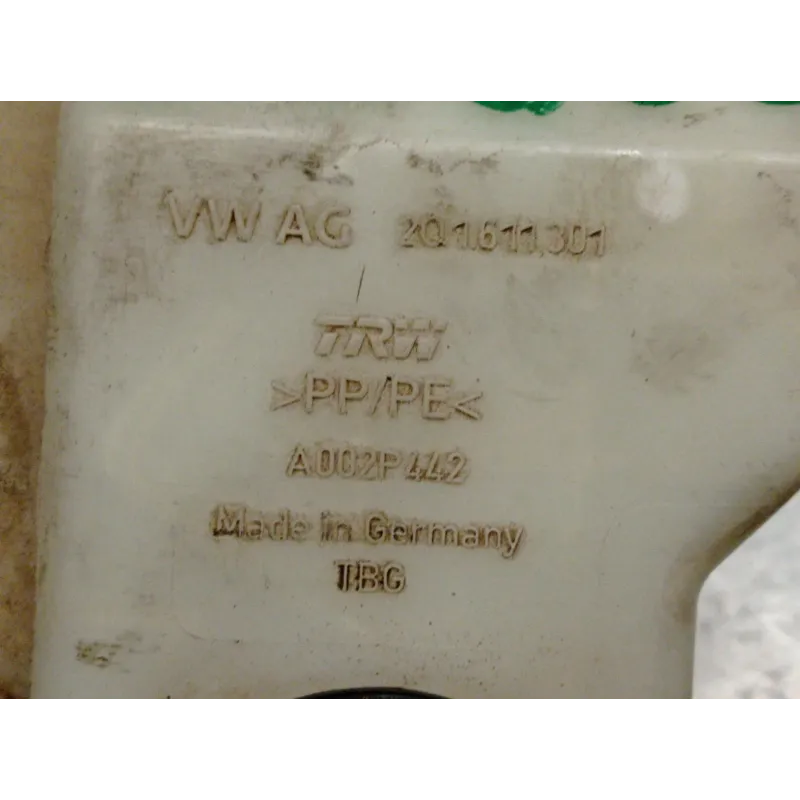 VW AG 2Q1.611.301
TRW
>PP/PE<
A002P442
Made in Germany
TBG